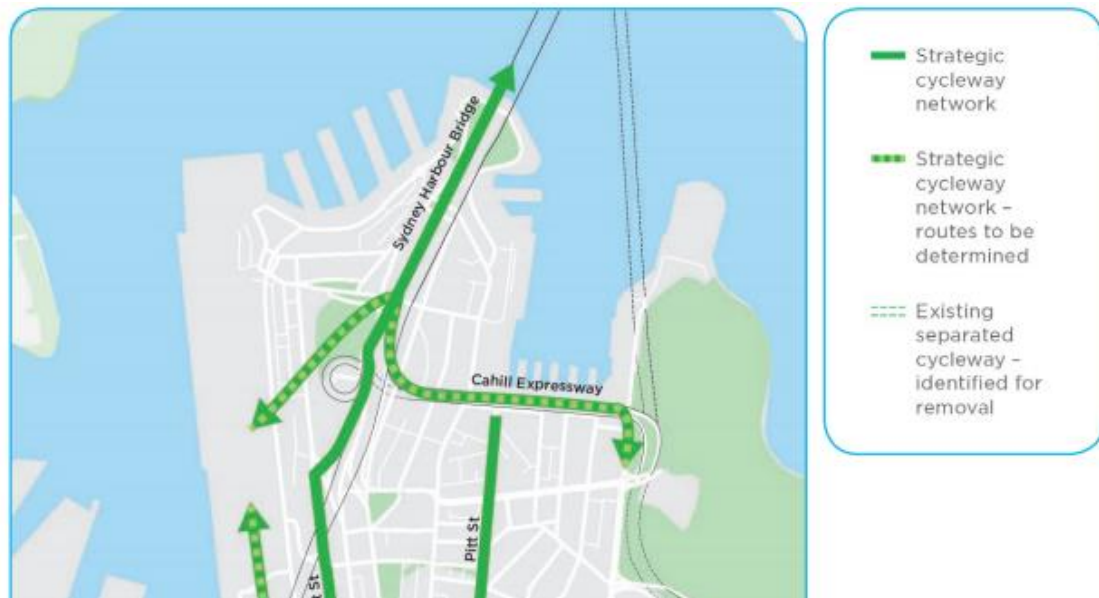 Sydney Harbour Bridge
Cahill Expressway
Pitt St
St
Strategic
cycleway
network
Strategic
cycleway
network –
routes to be
determined
Existing
separated
cycleway –
identified for
removal